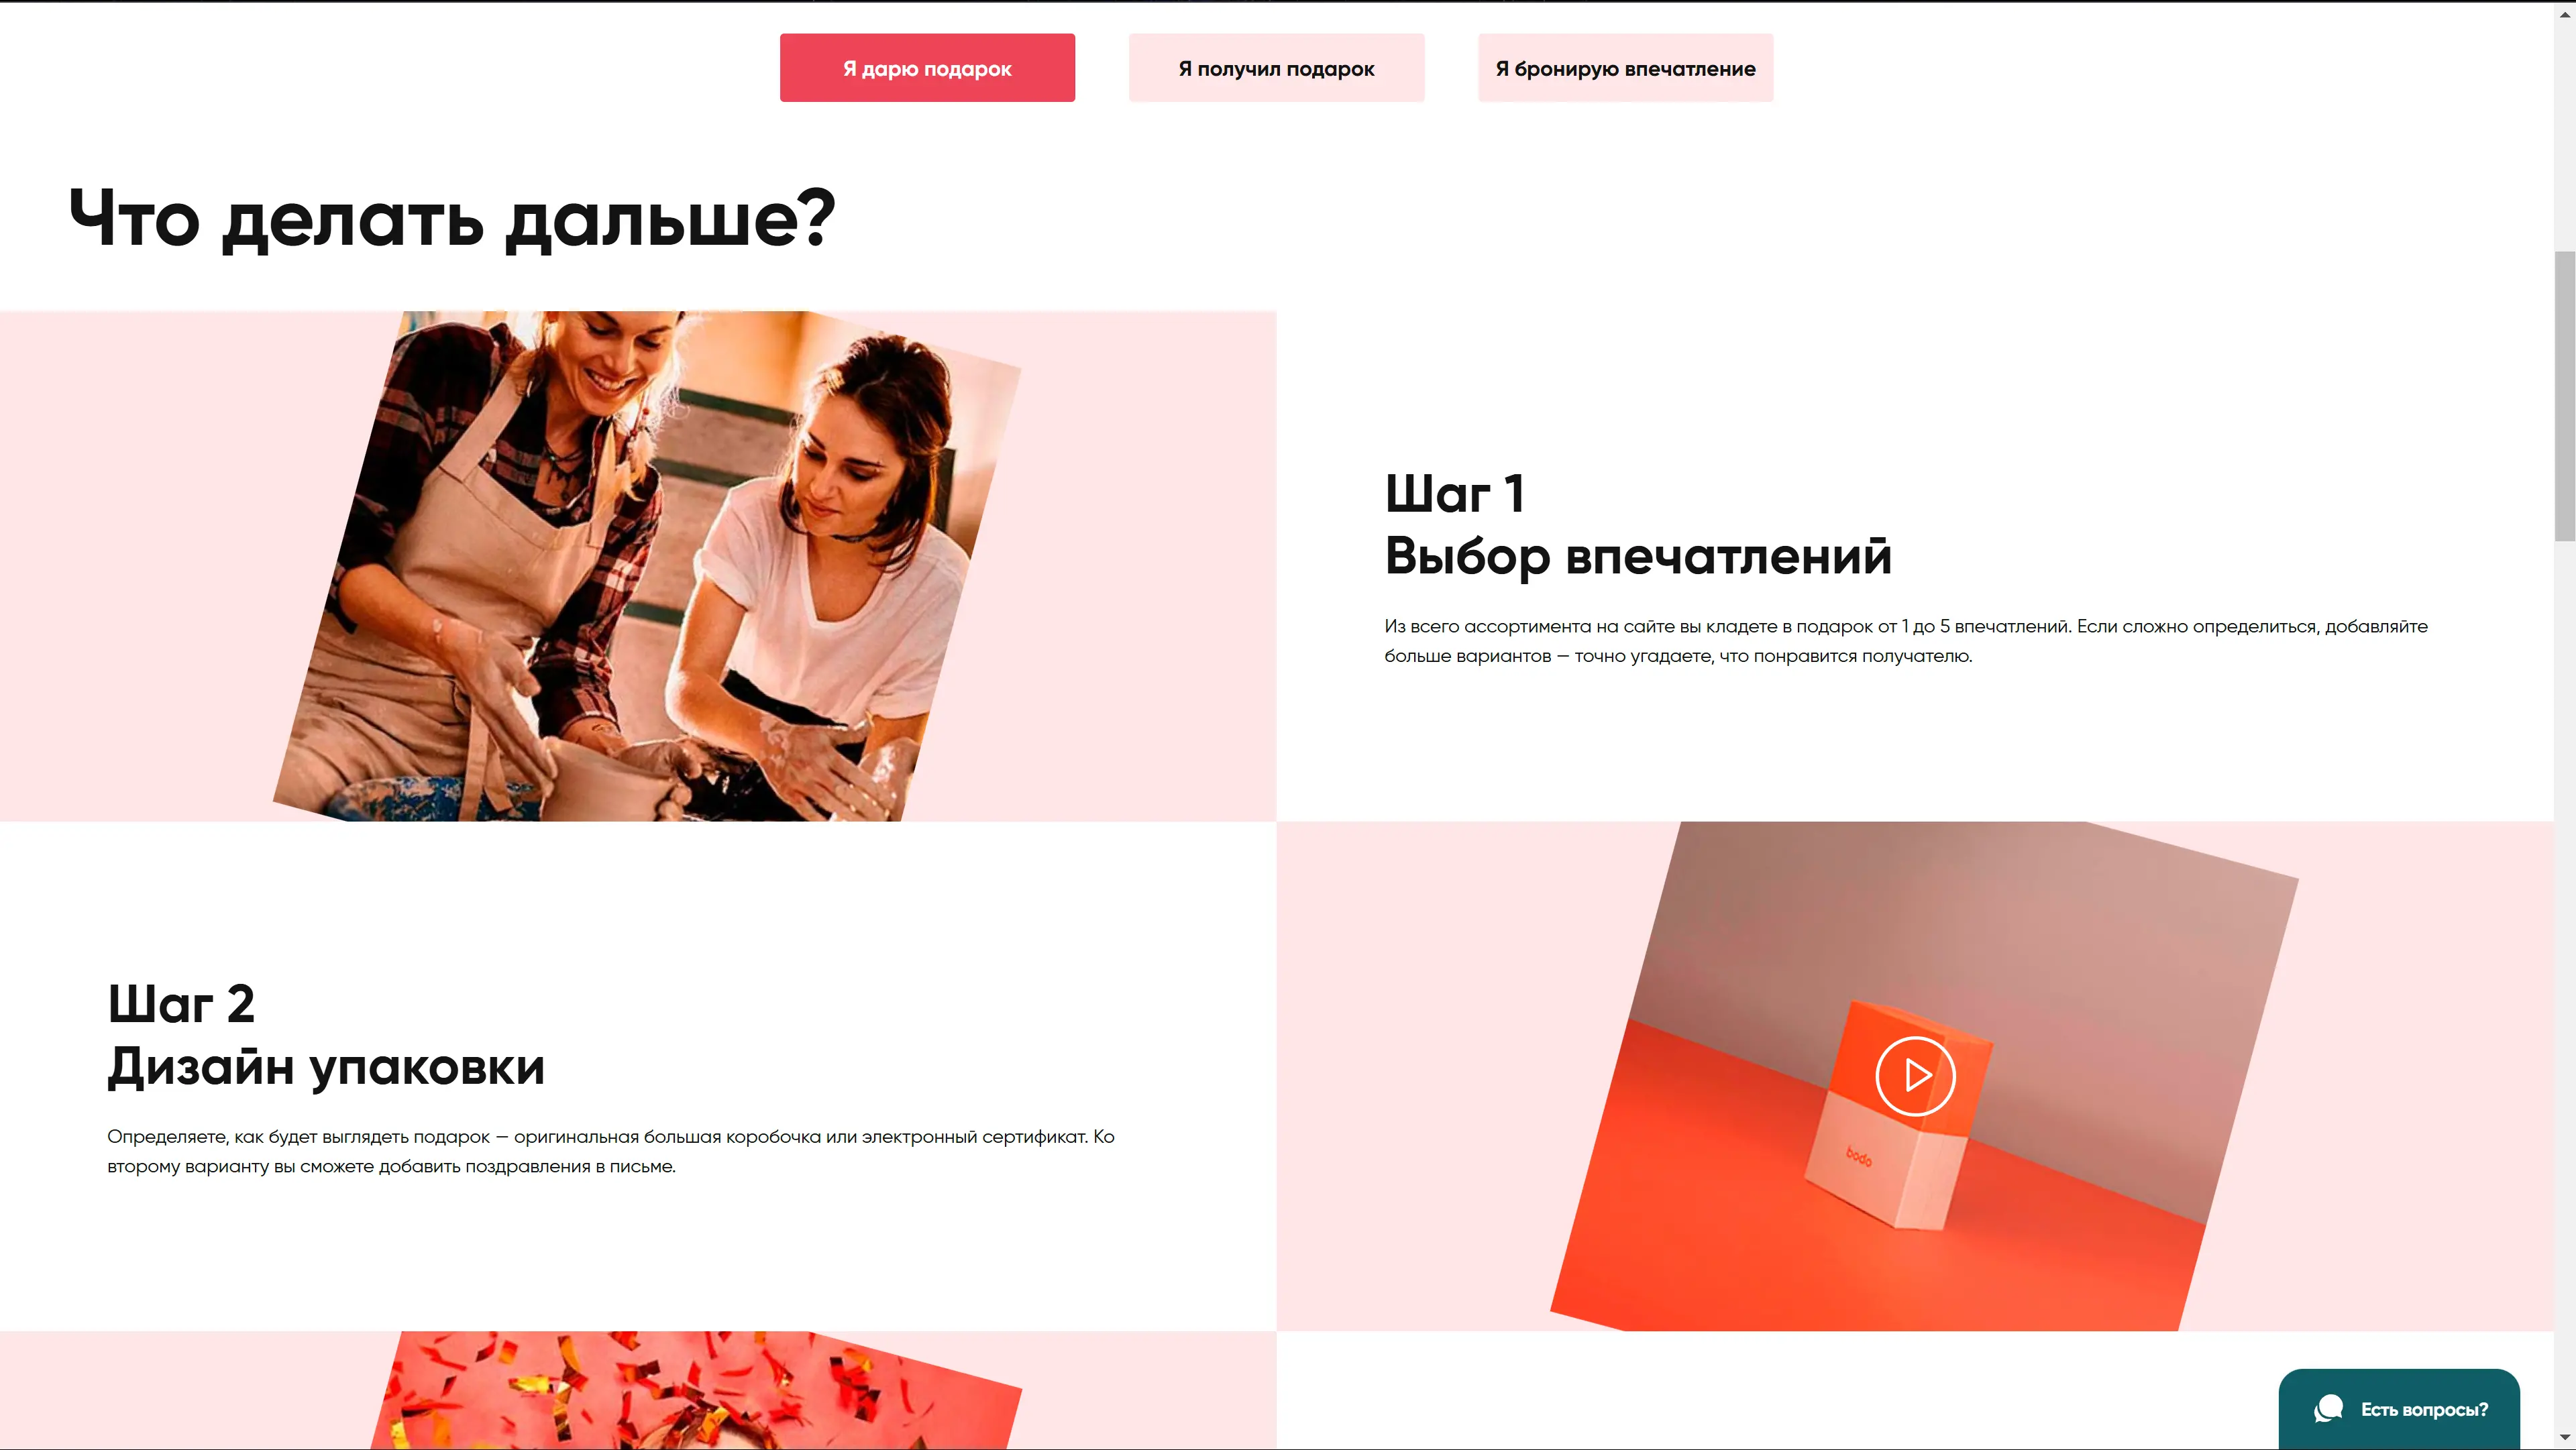 Я дарю подарок
Я получил подарок
Я бронирую впечатление
Что делать дальше?
Шаг 1
Выбор впечатлений
Из всего ассортимента на сайте вы кладете в подарок от 1 до 5 впечатлений. Если сложно определиться, добавляйте
больше вариантов — точно угадаете, что понравится получателю.
Шаг 2
Дизайн упаковки
Определяете, как будет выглядеть подарок — оригинальная большая коробочка или электронный сертификат. Ко
второму варианту вы сможете добавить поздравления в письме.
bodo
Есть вопросы?